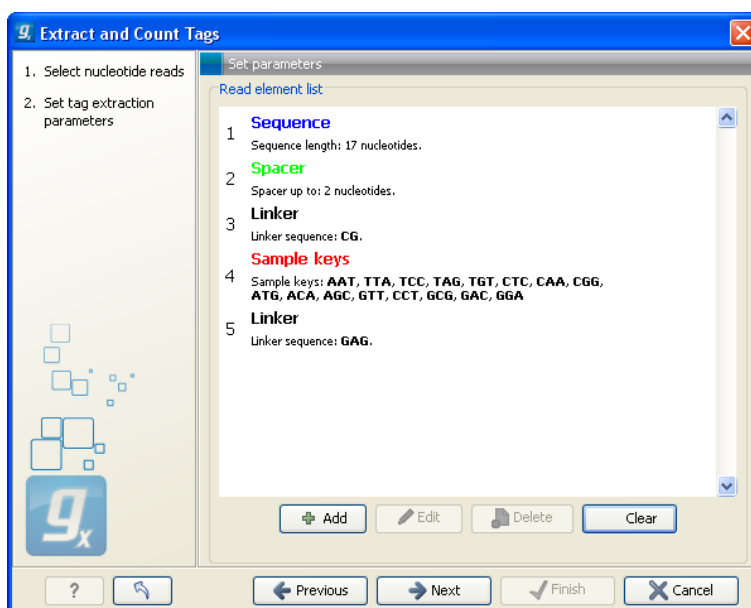 Extract and Count Tags
1. Select nucleotide reads
2. Set tag extraction
parameters
Set parameters
Read element list
1 Sequence
Sequence length: 17 nucleotides.
2 Spacer
Spacer up to: 2 nucleotides.
3 Linker
Linker sequence: CG.
4 Sample keys
Sample keys: AAT, TTA, TCC, TAG, TGT, CTC, CAA, CGG,
ATG, ACA, AGC, GTT, CCT, GCG, GAC, GGA
5 Linker
Linker sequence: GAG.
Add Edit Delete Clear
gx
? Previous Next Finish Cancel